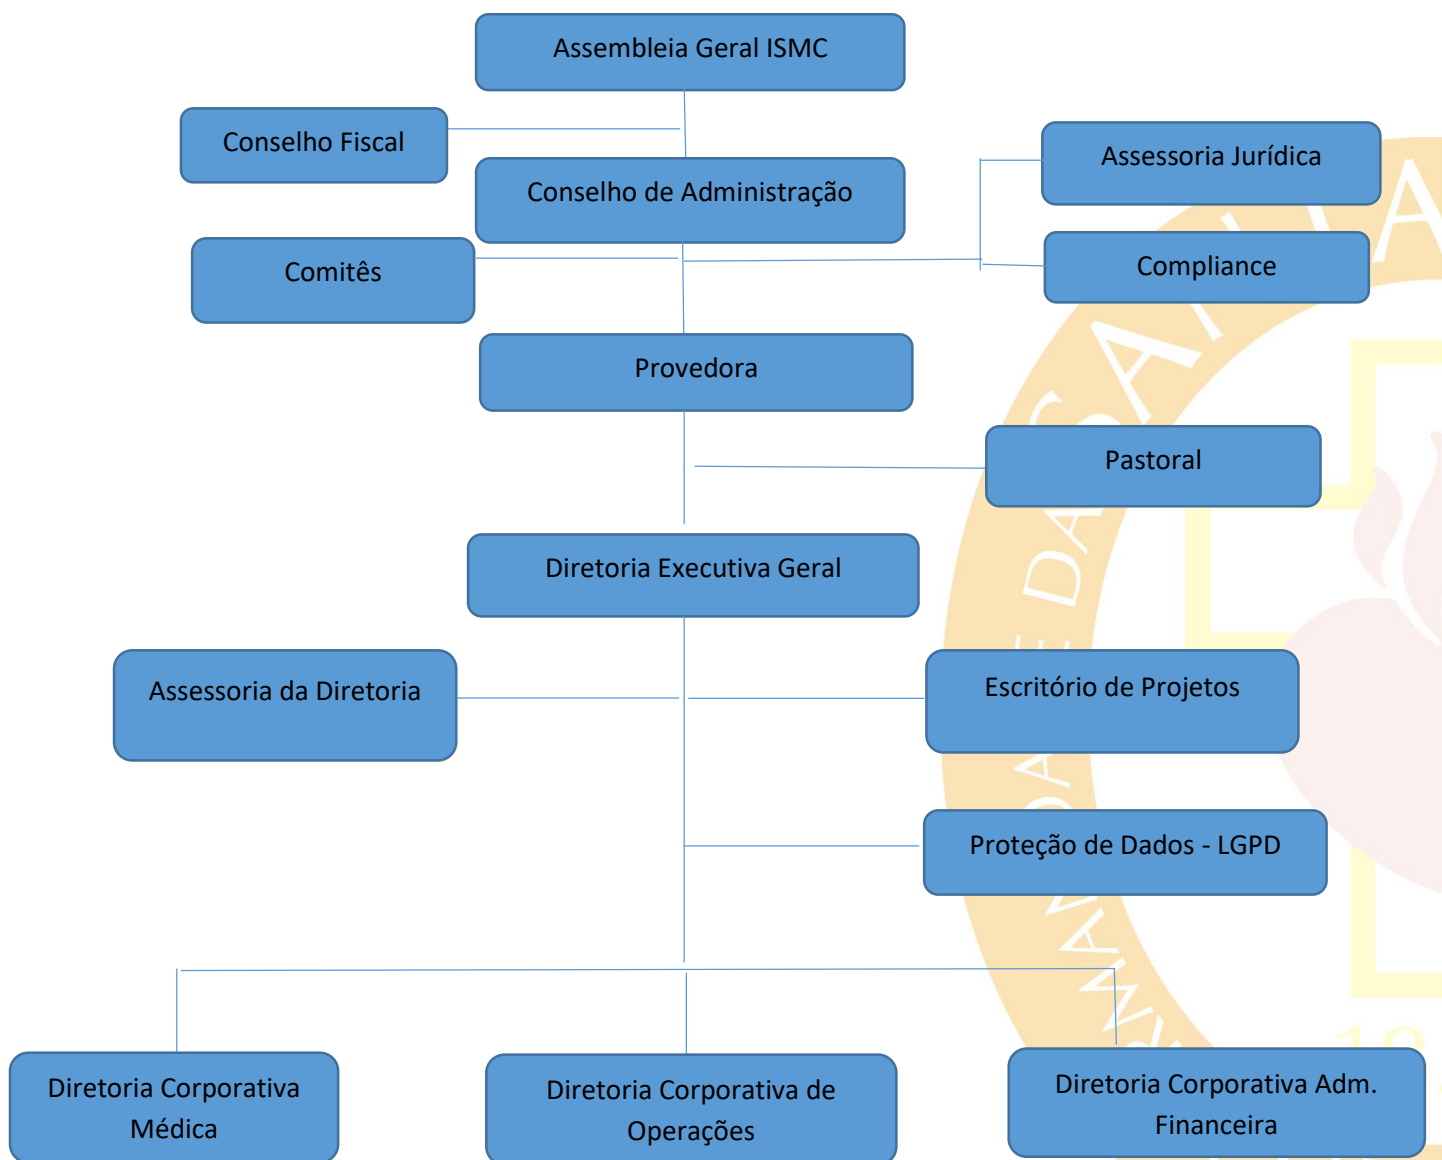 Assembleia Geral ISMC
Conselho Fiscal
Assessoria Jurídica
Conselho de Administração
Comitês
Compliance
Provedora
Pastoral
Diretoria Executiva Geral
Assessoria da Diretoria
Escritório de Projetos
Proteção de Dados - LGPD
Diretoria Corporativa
Médica
Diretoria Corporativa de
Operações
Diretoria Corporativa Adm.
Financeira